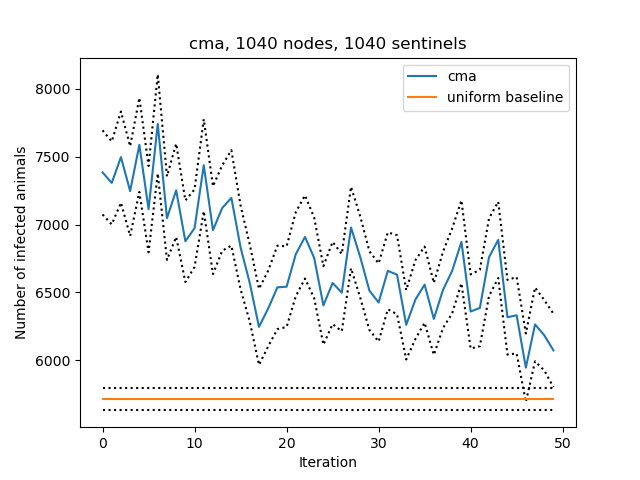 cma, 1040 nodes, 1040 sentinels
cma
uniform baseline
Number of infected animals
8000
7500
7000
6500
6000
0 10 20 30 40 50
Iteration